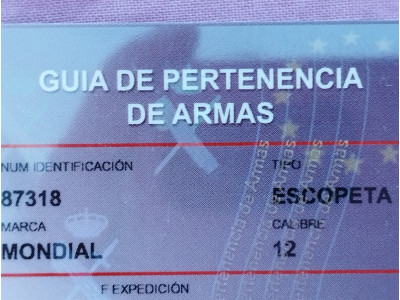 GUIA DE PERTENENCIA
DE ARMAS
NUM IDENTIFICACIÓN TIPO
87318 ESCOPETA
MARCA CALIBRE
MONDIAL 12
F EXPEDICIÓN